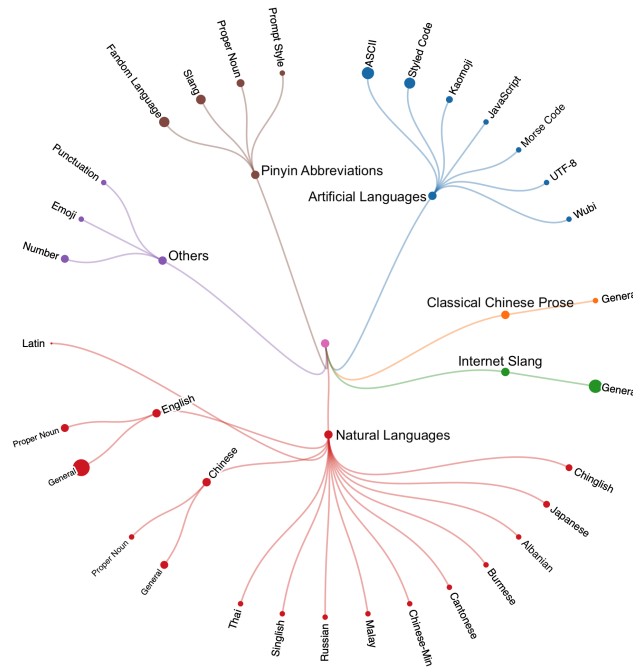 Prompt Style
Proper Noun
Slang
Fandom Language
Pinyin Abbreviations
ASCII
Styled Code
Kaomoji
JavaScript
Morse Code
UTF-8
Wubi
Artificial Languages
Punctuation
Emoji
Number
Others
Classical Chinese Prose
Genera
Internet Slang
Genera
Latin
English
Proper Noun
General
Natural Languages
Chinese
Proper Noun
General
Thai
Singlish
Russian
Malay
Chinese-Min
Cantonese
Burmese
Albanian
Japanese
Chinglish